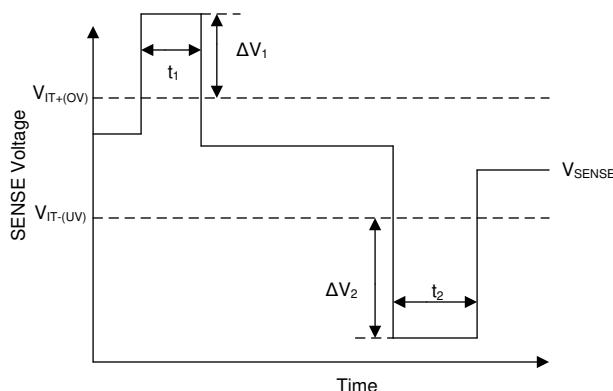 ΔV1
t1
VIT+(OV)
SENSE Voltage
VSENSE
VIT-(UV)
ΔV2
t2
Time